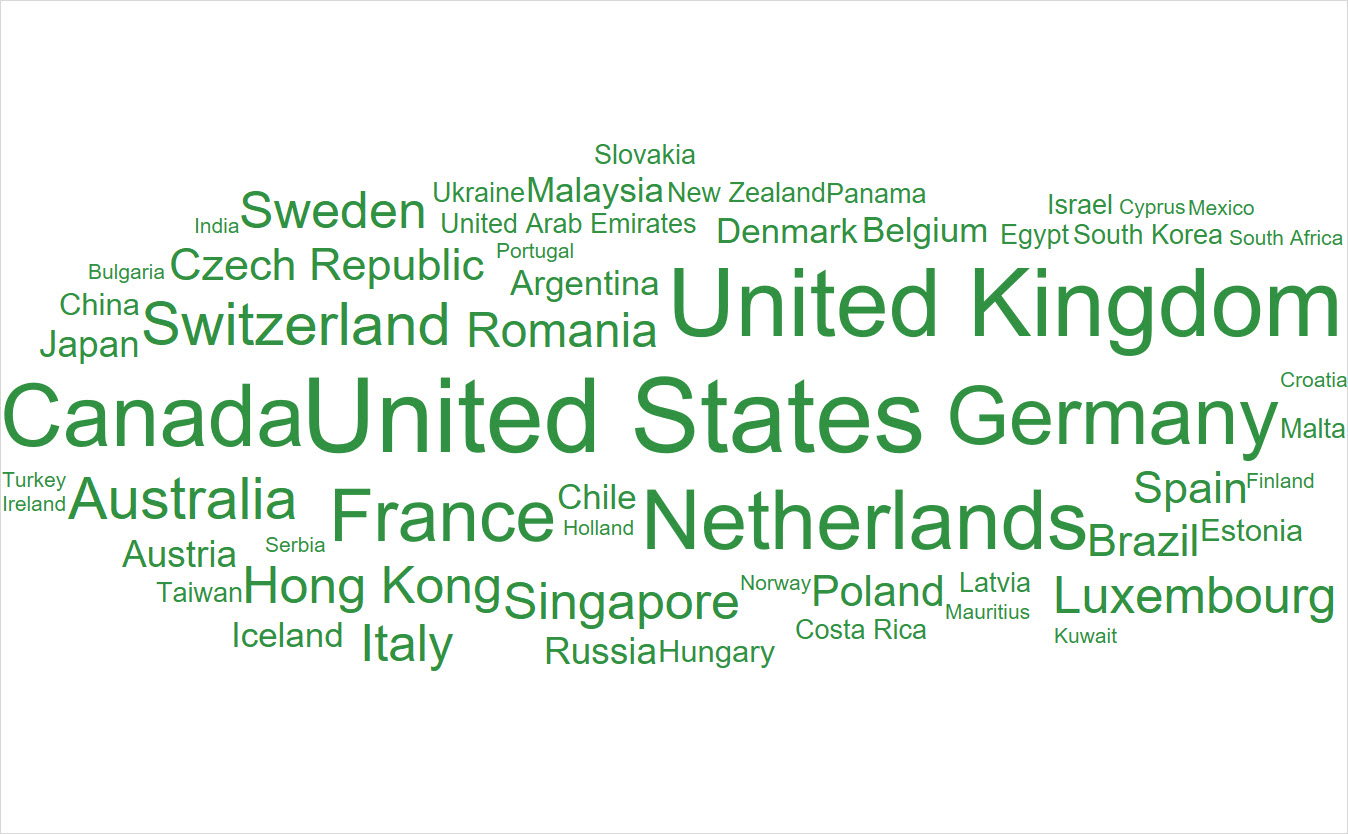 Slovakia
Ukraine Malaysia New Zealand Panama
Sweden
India
United Arab Emirates
Israel Cyprus Mexico
Denmark Belgium
Egypt South Korea South Africa
Portugal
Bulgaria Czech Republic
Argentina
China
Switzerland Romania United Kingdom
Japan
Croatia
Canada United States Germany
Malta
Turkey
Ireland
Australia
France
Chile
Holland
Netherlands
Spain Finland
Brazil Estonia
Austria Serbia
Taiwan Hong Kong Singapore
Norway Poland Latvia Luxembourg
Mauritius
Iceland Italy
Costa Rica
Kuwait
Russia Hungary